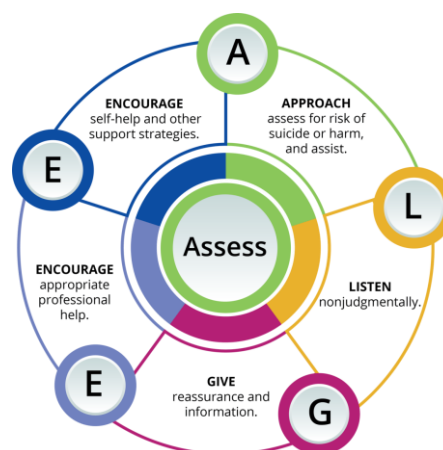 A
APPROACH
assess for risk of
suicide or harm,
and assist.
L
LISTEN
nonjudgmentally.
G
GIVE
reassurance and
information.
E
ENCOURAGE
appropriate
professional
help.
E
ENCOURAGE
self-help and other
support strategies.
Assess